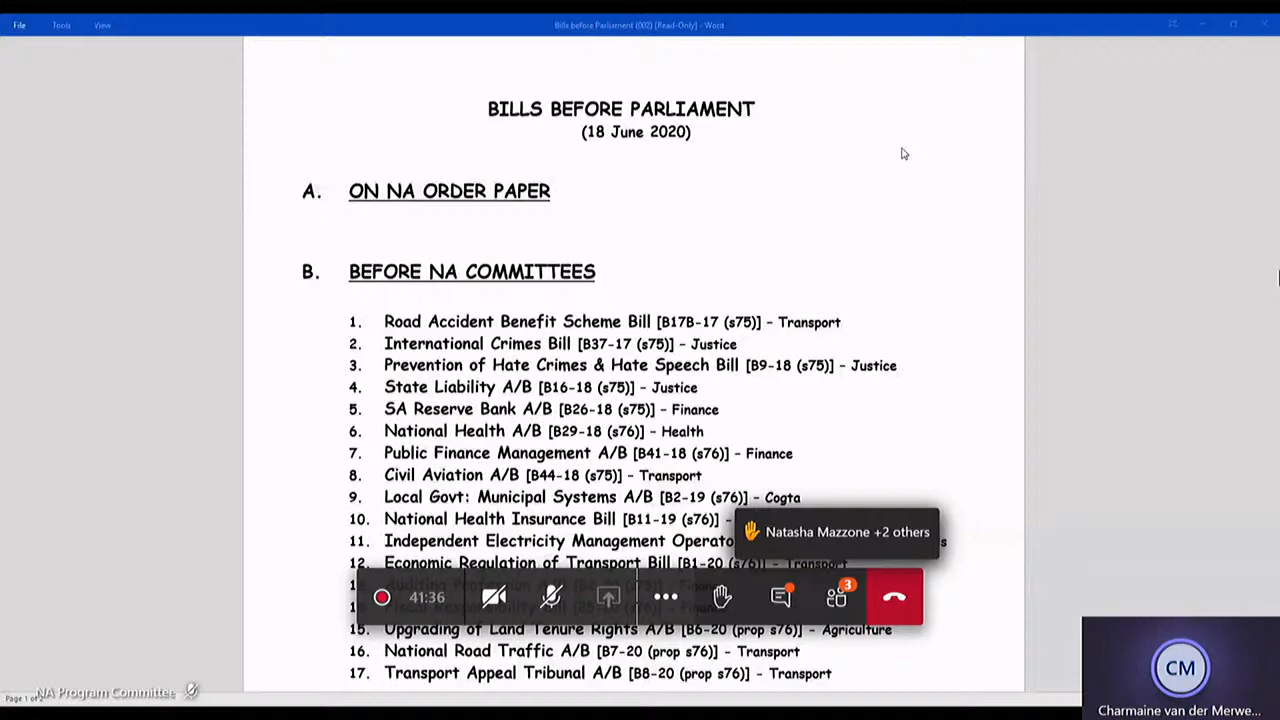 File Tools View Bills before Parliament (002) [Read-Only] - Word
BILLS BEFORE PARLIAMENT
(18 June 2020)
A. ON NA ORDER PAPER
B. BEFORE NA COMMITTEES
1. Road Accident Benefit Scheme Bill [B17B-17 (s75)] - Transport
2. International Crimes Bill [B37-17 (s75)] - Justice
3. Prevention of Hate Crimes & Hate Speech Bill [B9-18 (s75)] - Justice
4. State Liability A/B [B16-18 (s75)] - Justice
5. SA Reserve Bank A/B [B26-18 (s75)] - Finance
6. National Health A/B [B29-18 (s76)] - Health
7. Public Finance Management A/B [B41-18 (s76)] - Finance
8. Civil Aviation A/B [B44-18 (s75)] - Transport
9. Local Govt: Municipal Systems A/B [B2-19 (s76)] - Cogta
10. National Health Insurance Bill [B11-19 (s76)] -
Natasha Mazzone +2 others
11. Independent Electricity Management
12. Economic Regulation of Transport Bill [B1-20 (s76)] - Transport
41:36
3
15. Upgrading of Land Tenure Rights A/B [B6-20 (prop s76)] - Agriculture
16. National Road Traffic A/B [B7-20 (prop s76)] - Transport
17. Transport Appeal Tribunal A/B [B8-20 (prop s76)] - Transport
CM
Charmaine van der Merwe...
NA Program Committee
Page 1 of 2